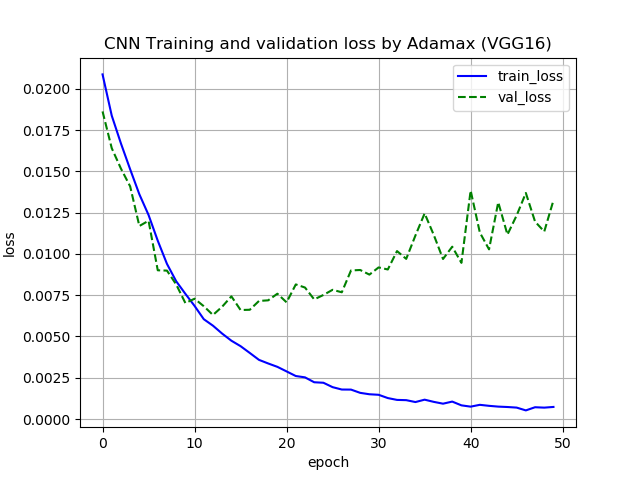 CNN Training and validation loss by Adamax (VGG16)
train_loss
val_loss
0.0200
0.0175
0.0150
0.0125
0.0100
0.0075
0.0050
0.0025
0.0000
loss
0 10 20 30 40 50
epoch